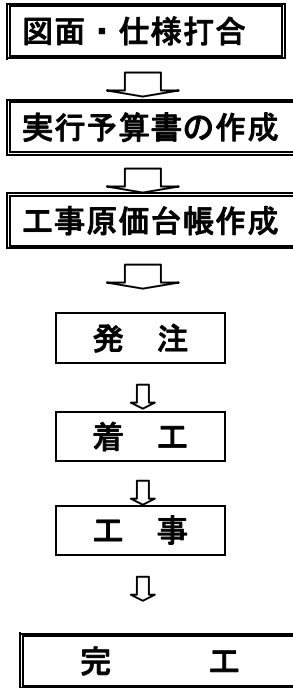 図面・仕様打合
実行予算書の作成
工事原価台帳作成
発　注
着　工
工　事
完　　　工